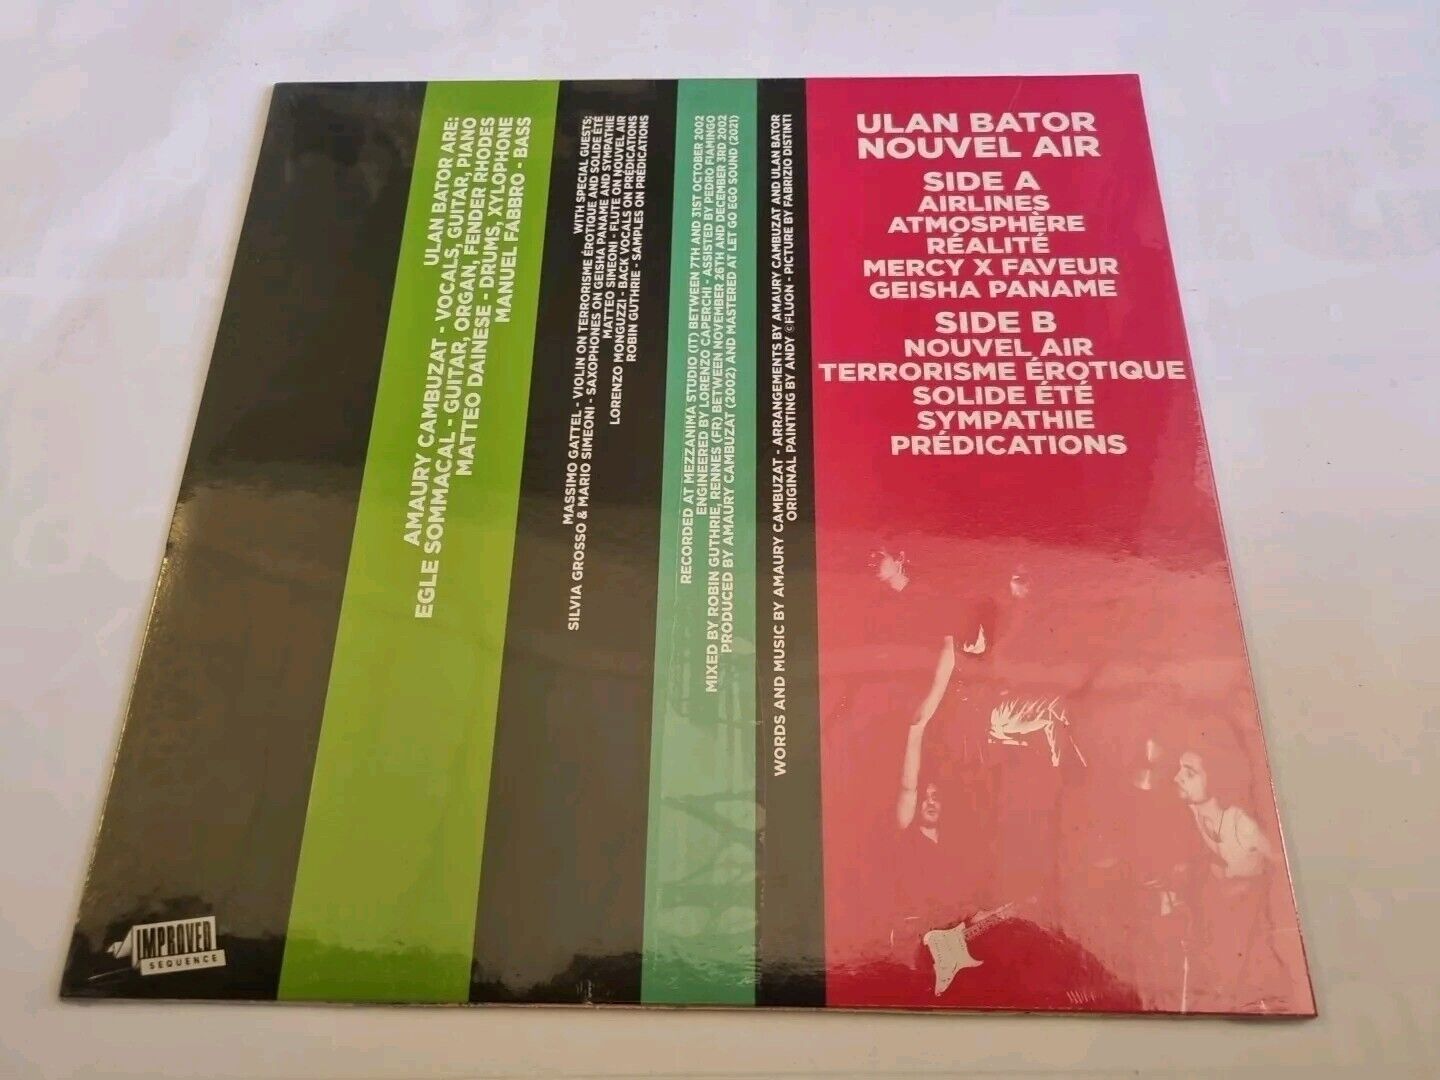 ULAN BATOR
NOUVEL AIR
SIDE A
AIRLINES
ATMOSPHÈRE
RÉALITÉ
MERCY X FAVEUR
GEISHA PANAME
SIDE B
NOUVEL AIR
TERRORISME ÉROTIQUE
SOLIDE ÉTÉ
SYMPATHIE
PRÉDICATIONS
ULAN BATOR ARE:
AMAURY CAMBUZAT - VOCALS, GUITAR, PIANO
EGLE SOMMACAL - GUITAR, ORGAN, FENDER RHODES
MATTEO DAINESE - DRUMS, XYLOPHONE
MANUEL FABBRO - BASS
WITH SPECIAL GUESTS:
MASSIMO GATTEL - VIOLIN ON TERRORISME ÉROTIQUE AND SOLIDE ÉTÉ
SILVIA GROSSO & MARIO SIMEONI - SAXOPHONES ON GEISHA PANAME AND SYMPATHIE
MATTEO SIMEONI - FLUTE ON NOUVEL AIR
LORENZO MONGUZZI - BACK VOCALS ON PRÉDICATIONS
ROBIN GUTHRIE - SAMPLES ON PRÉDICATIONS
RECORDED AT MEZZANIMA STUDIO (IT) BETWEEN 7TH AND 31ST OCTOBER 2002
ENGINEERED BY LORENZO CAPERCHI - ASSISTED BY PEDRO FIAMINGO
MIXED BY ROBIN GUTHRIE, RENNES (FR) BETWEEN NOVEMBER 26TH AND DECEMBER 3RD 2002
PRODUCED BY AMAURY CAMBUZAT (2002) AND MASTERED AT LET GO EGO SOUND (2021)
WORDS AND MUSIC BY AMAURY CAMBUZAT - ARRANGEMENTS BY AMAURY CAMBUZAT AND ULAN BATOR
ORIGINAL PAINTING BY ANDY ©FLUON - PICTURE BY FABRIZIO DISTINTI
IMPROVED
SEQUENCE